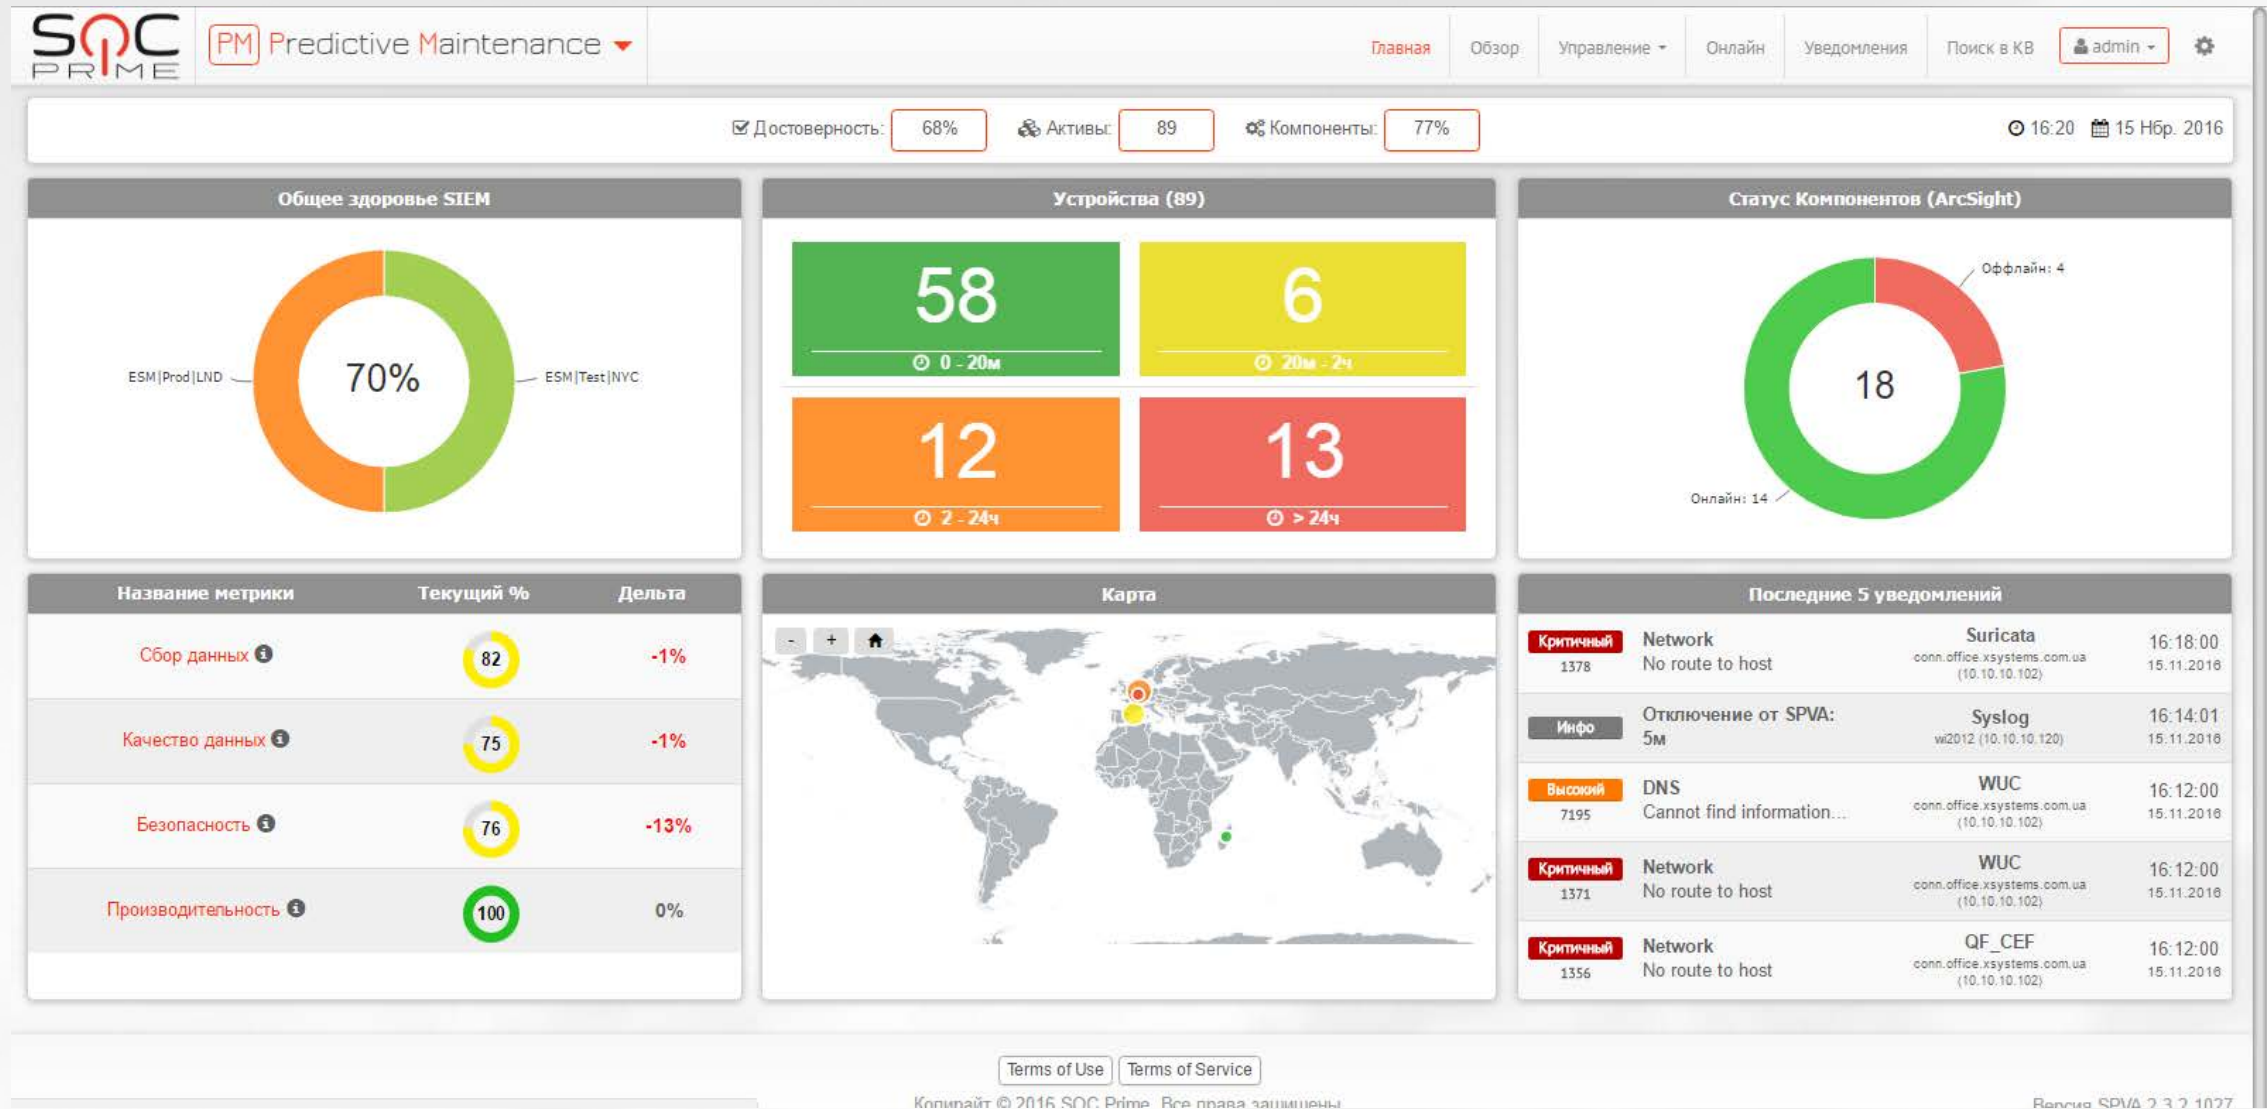 SOC
PRIME
PM Predictive Maintenance
Главная
Обзор
Управление
Онлайн
Уведомления
Поиск в КВ
admin
Достоверность: 68%
Активы: 89
Компоненты: 77%
16:20 15 Нбр. 2016
Общее здоровье SIEM
ESM|Prod|LND
70%
ESM|Test|NYC
Устройства (89)
58
0 - 20м
6
20м - 2ч
12
2 - 24ч
13
> 24ч
Статус Компонентов (ArcSight)
Оффлайн: 4
18
Онлайн: 14
Название метрики Текущий % Дельта
Сбор данных 82 -1%
Качество данных 75 -1%
Безопасность 76 -13%
Производительность 100 0%
Карта
- +
Последние 5 уведомлений
Критичный
1378
Network
No route to host
Suricata
conn.office.xsystems.com.ua
(10.10.10.102)
16:18:00
15.11.2016
Инфо
Отключение от SPVA:
5м
Syslog
wi2012 (10.10.10.120)
16:14:01
15.11.2016
Высокий
7195
DNS
Cannot find information...
WUC
conn.office.xsystems.com.ua
(10.10.10.102)
16:12:00
15.11.2016
Критичный
1371
Network
No route to host
WUC
conn.office.xsystems.com.ua
(10.10.10.102)
16:12:00
15.11.2016
Критичный
1356
Network
No route to host
QF_CEF
conn.office.xsystems.com.ua
(10.10.10.102)
16:12:00
15.11.2016
Terms of Use
Terms of Service
Копирайт © 2016 SOC Prime. Все права защищены
Версия SPVA 2.3.2.1027